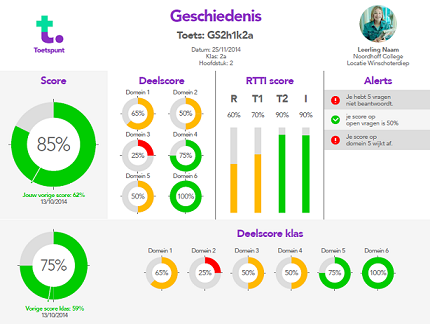 t.
Toetspunt
Geschiedenis
Toets: GS2h1k2a
Datum: 25/11/2014
Klas: 2a
Hoofdstuk: 2
Leerling Naam
Noordhoff College
Locatie Winschoterdiep
Score
85%
Jouw vorige score: 62%
13/10/2014
Deelscore
Domein 1
65%
Domein 2
50%
Domein 3
25%
Domein 4
75%
Domein 5
50%
Domein 6
100%
RTTI score
R T1 T2 I
60% 70% 90% 90%
Alerts
! Je hebt 5 vragen
niet beantwoordt.
je score op
open vragen is 50%
! Je score op
domein 5 wijkt af.
75%
Vorige score klas: 59%
13/10/2014
Deelscore klas
Domein 1
65%
Domein 2
25%
Domein 3
50%
Domein 4
50%
Domein 5
75%
Domein 6
100%